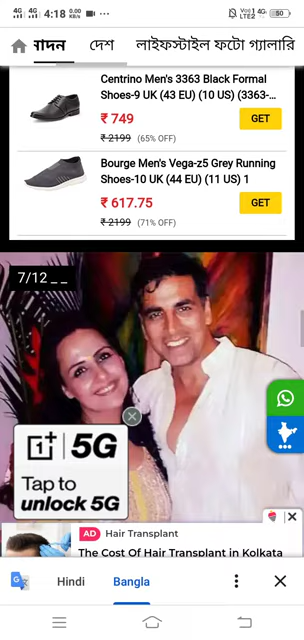 4G 4G 4:18 0.00 KB/s
Vo) 1 4G LTE2 50
াদন দেশ লাইফস্টাইল ফটো গ্যালারি
Centrino Men's 3363 Black Formal
Shoes-9 UK (43 EU) (10 US) (3363-...
₹ 749 GET
₹ 2199 (65% OFF)
Bourge Men's Vega-z5 Grey Running
Shoes-10 UK (44 EU) (11 US) 1
₹ 617.75 GET
₹ 2199 (71% OFF)
7/12 _ _
1+ | 5G
Tap to
unlock 5G
AD Hair Transplant
The Cost Of Hair Transplant in Kolkata
G Hindi Bangla